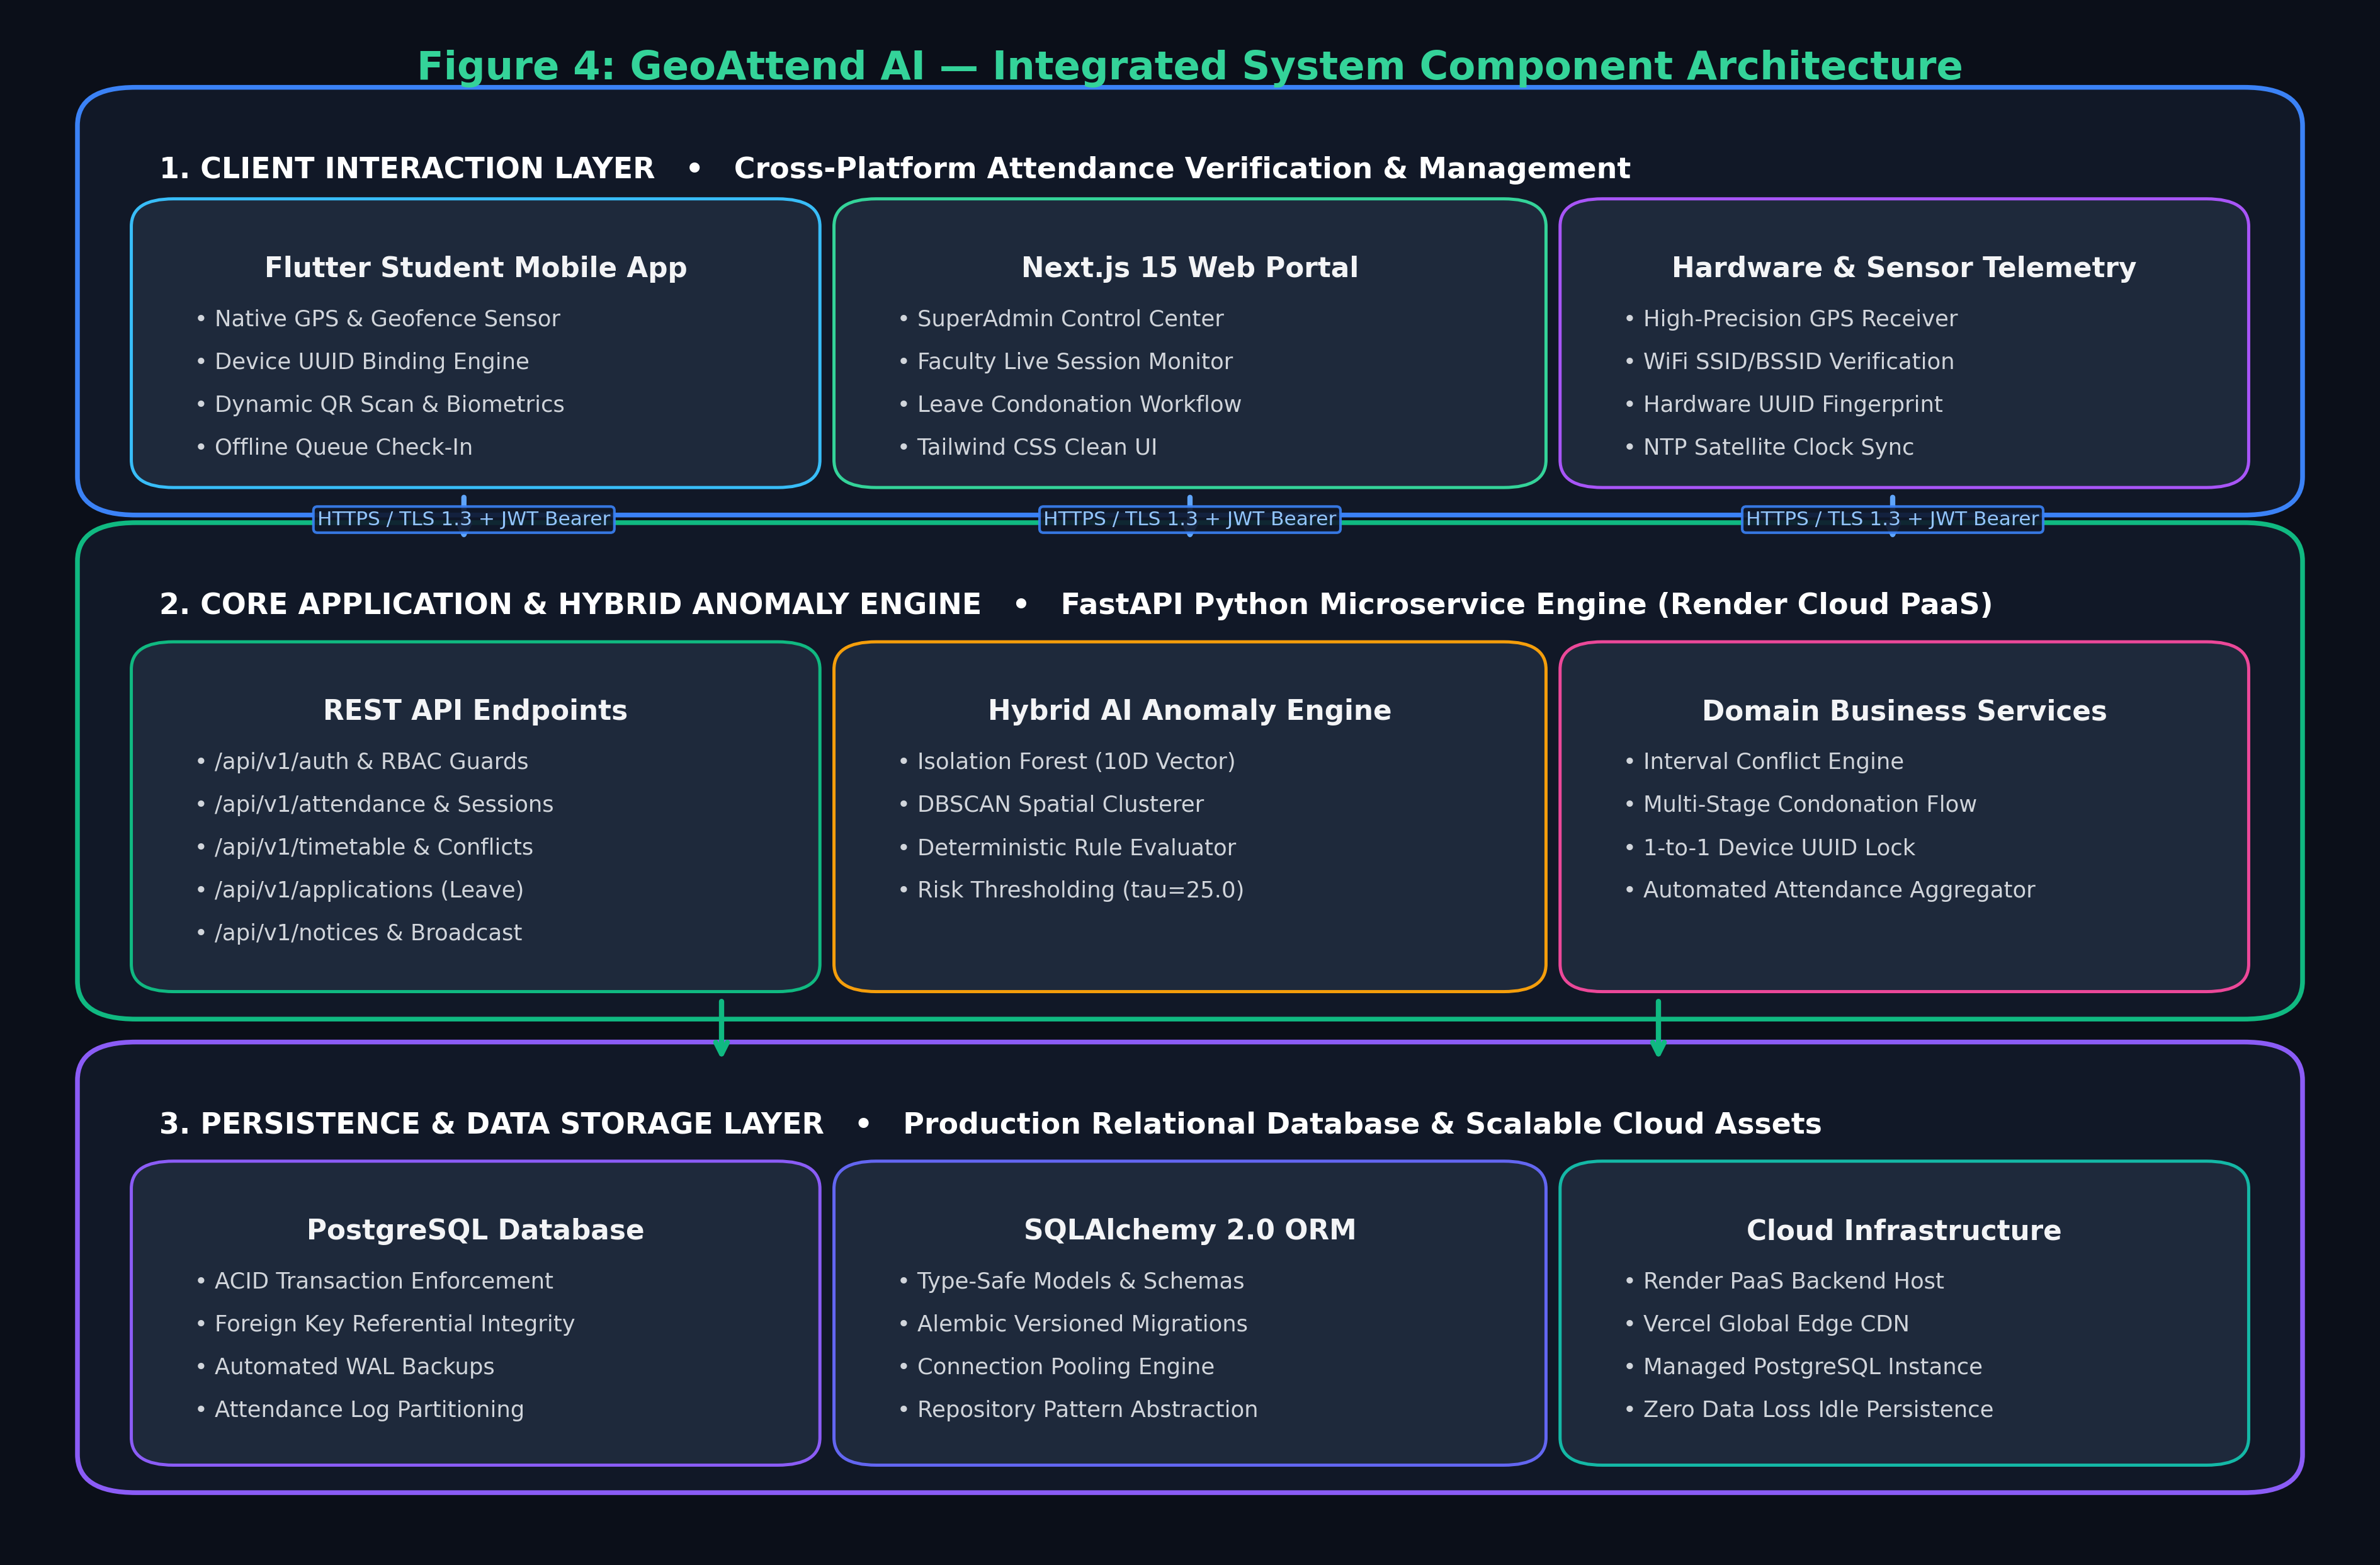 Figure 4: GeoAttend AI — Integrated System Component Architecture
1. CLIENT INTERACTION LAYER • Cross-Platform Attendance Verification & Management
Flutter Student Mobile App
• Native GPS & Geofence Sensor
• Device UUID Binding Engine
• Dynamic QR Scan & Biometrics
• Offline Queue Check-In
Next.js 15 Web Portal
• SuperAdmin Control Center
• Faculty Live Session Monitor
• Leave Condonation Workflow
• Tailwind CSS Clean UI
Hardware & Sensor Telemetry
• High-Precision GPS Receiver
• WiFi SSID/BSSID Verification
• Hardware UUID Fingerprint
• NTP Satellite Clock Sync
HTTPS / TLS 1.3 + JWT Bearer
HTTPS / TLS 1.3 + JWT Bearer
HTTPS / TLS 1.3 + JWT Bearer
2. CORE APPLICATION & HYBRID ANOMALY ENGINE • FastAPI Python Microservice Engine (Render Cloud PaaS)
REST API Endpoints
• /api/v1/auth & RBAC Guards
• /api/v1/attendance & Sessions
• /api/v1/timetable & Conflicts
• /api/v1/applications (Leave)
• /api/v1/notices & Broadcast
Hybrid AI Anomaly Engine
• Isolation Forest (10D Vector)
• DBSCAN Spatial Clusterer
• Deterministic Rule Evaluator
• Risk Thresholding (tau=25.0)
Domain Business Services
• Interval Conflict Engine
• Multi-Stage Condonation Flow
• 1-to-1 Device UUID Lock
• Automated Attendance Aggregator
3. PERSISTENCE & DATA STORAGE LAYER • Production Relational Database & Scalable Cloud Assets
PostgreSQL Database
• ACID Transaction Enforcement
• Foreign Key Referential Integrity
• Automated WAL Backups
• Attendance Log Partitioning
SQLAlchemy 2.0 ORM
• Type-Safe Models & Schemas
• Alembic Versioned Migrations
• Connection Pooling Engine
• Repository Pattern Abstraction
Cloud Infrastructure
• Render PaaS Backend Host
• Vercel Global Edge CDN
• Managed PostgreSQL Instance
• Zero Data Loss Idle Persistence